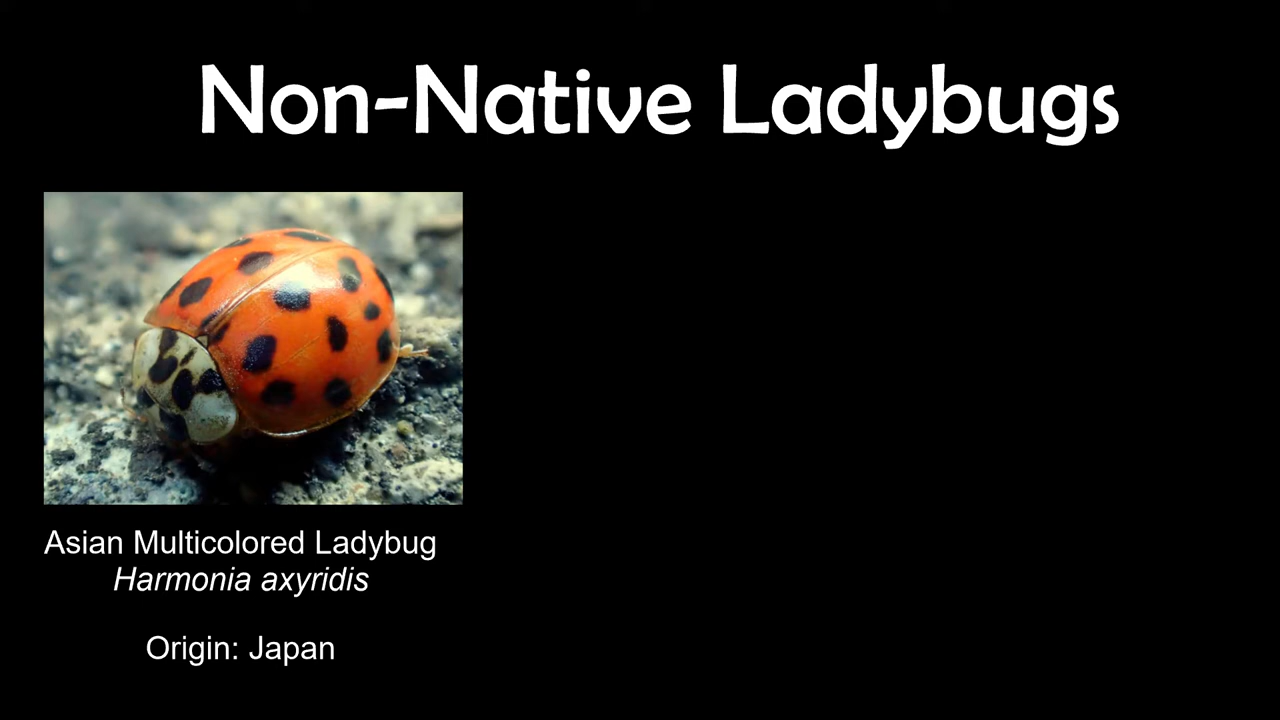 Non-Native Ladybugs
Asian Multicolored Ladybug
Harmonia axyridis
Origin: Japan